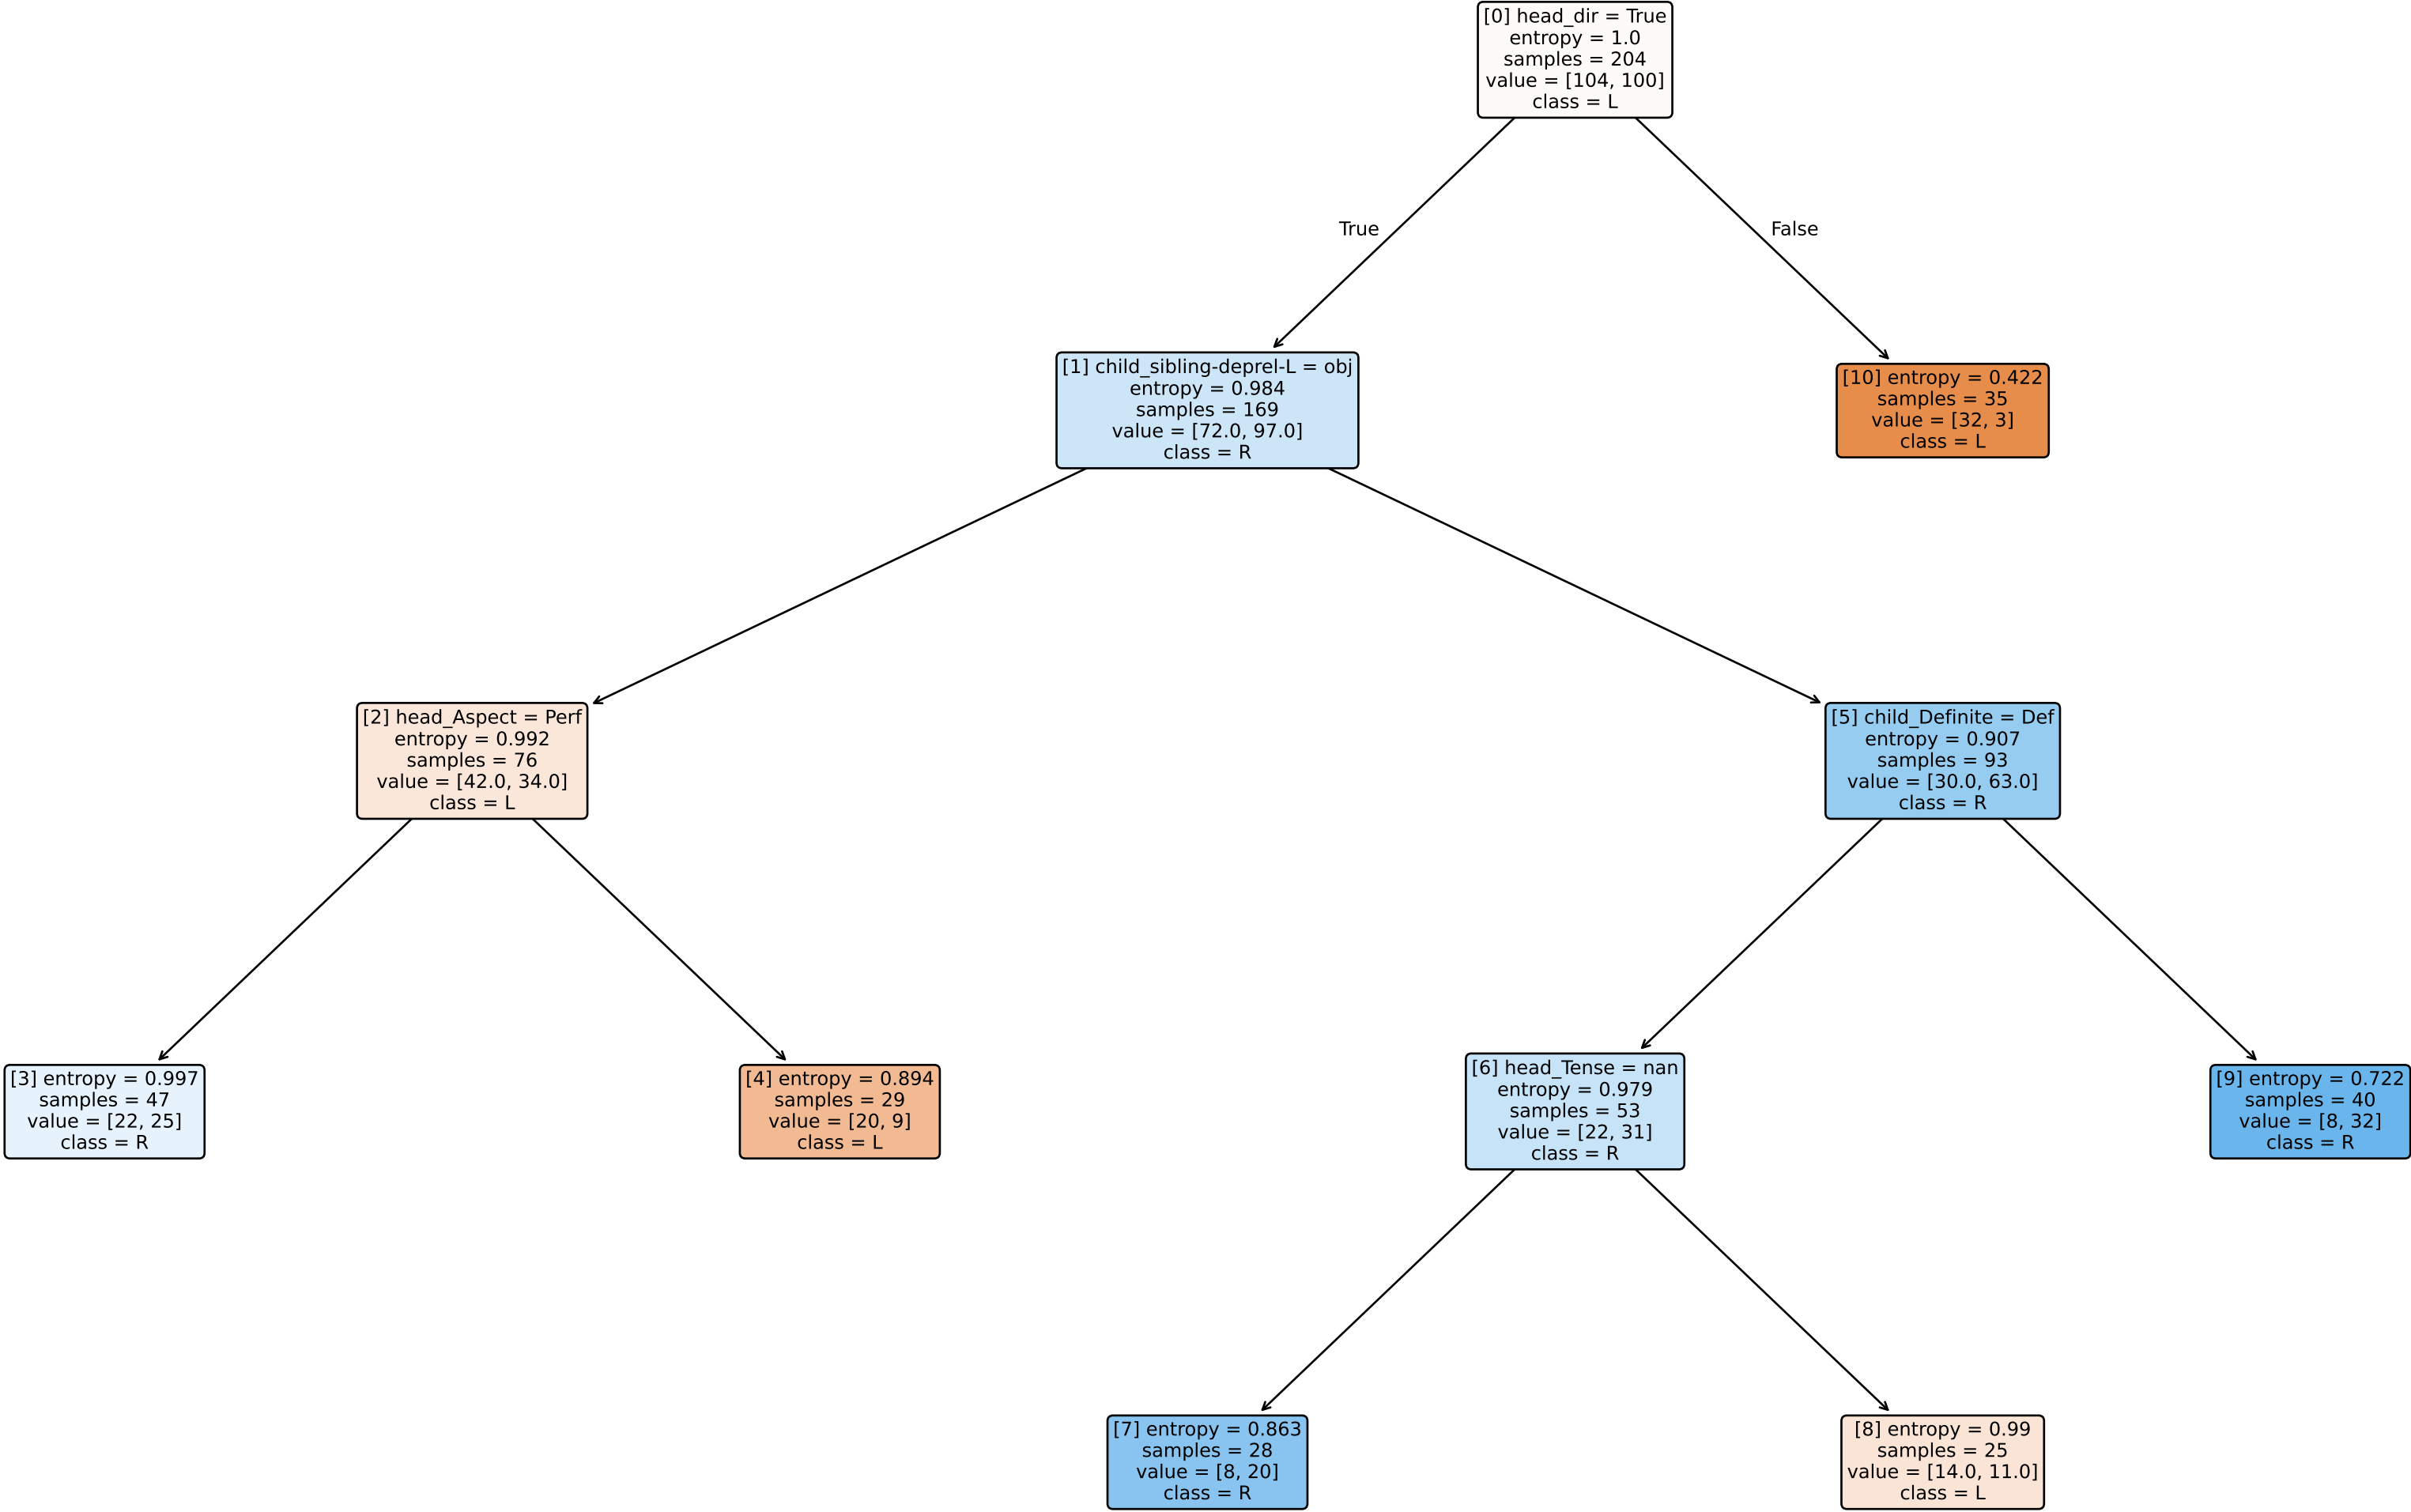 [0] head_dir = True
entropy = 1.0
samples = 204
value = [104, 100]
class = L
True
False
[1] child_sibling-deprel-L = obj
entropy = 0.984
samples = 169
value = [72.0, 97.0]
class = R
[10] entropy = 0.422
samples = 35
value = [32, 3]
class = L
[2] head_Aspect = Perf
entropy = 0.992
samples = 76
value = [42.0, 34.0]
class = L
[5] child_Definite = Def
entropy = 0.907
samples = 93
value = [30.0, 63.0]
class = R
[3] entropy = 0.997
samples = 47
value = [22, 25]
class = R
[4] entropy = 0.894
samples = 29
value = [20, 9]
class = L
[6] head_Tense = nan
entropy = 0.979
samples = 53
value = [22, 31]
class = R
[9] entropy = 0.722
samples = 40
value = [8, 32]
class = R
[7] entropy = 0.863
samples = 28
value = [8, 20]
class = R
[8] entropy = 0.99
samples = 25
value = [14.0, 11.0]
class = L